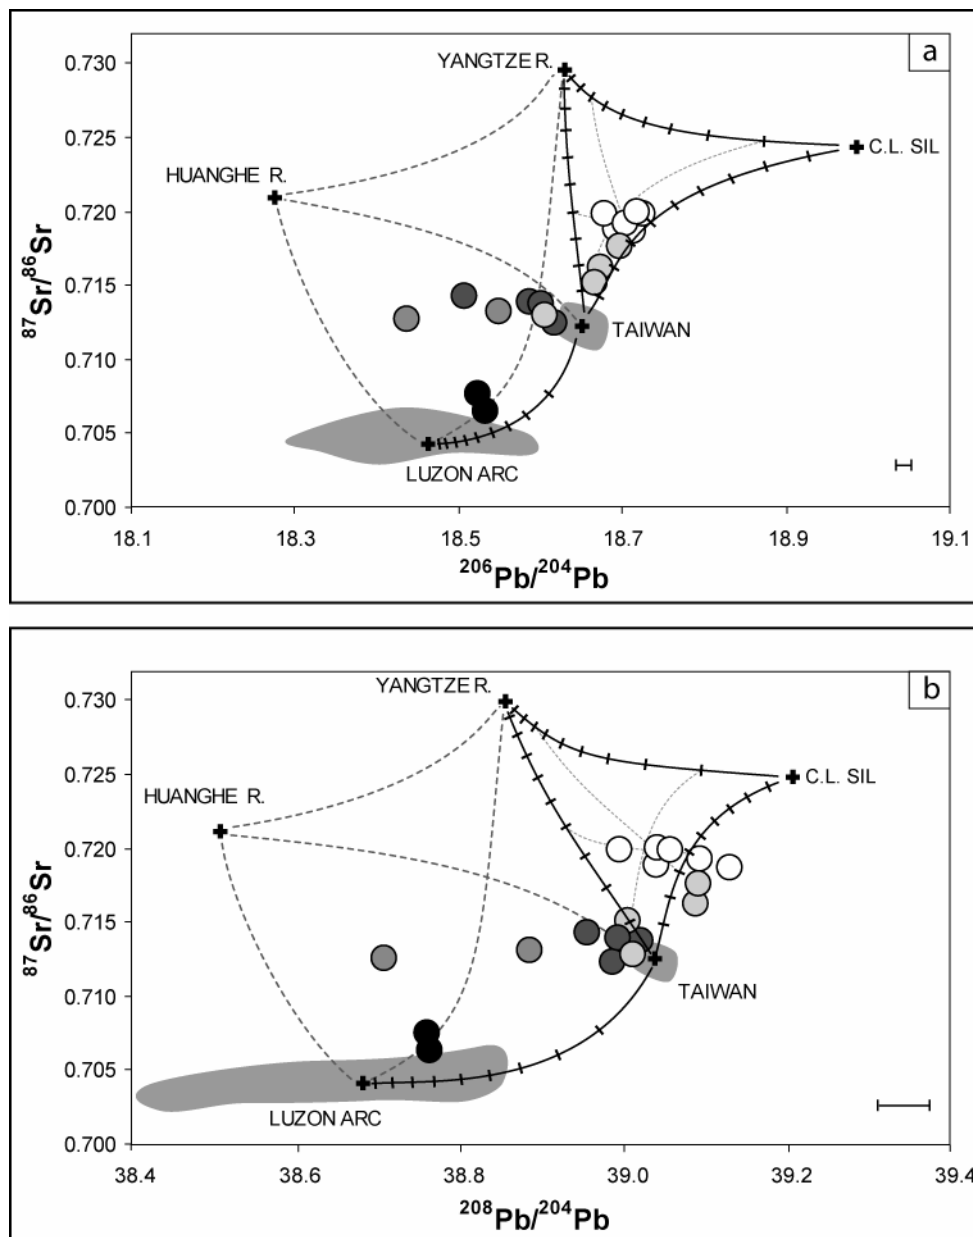 a
0.730
YANGTZE R.
0.725
C.L. SIL
HUANGHE R.
0.720
87Sr/86Sr
0.715
TAIWAN
0.710
0.705
LUZON ARC
0.700
18.1 18.3 18.5 18.7 18.9 19.1
206Pb/204Pb
b
YANGTZE R.
0.730
0.725
C.L. SIL
HUANGHE R.
0.720
87Sr/86Sr
0.715
TAIWAN
0.710
0.705
LUZON ARC
0.700
38.4 38.6 38.8 39.0 39.2 39.4
208Pb/204Pb